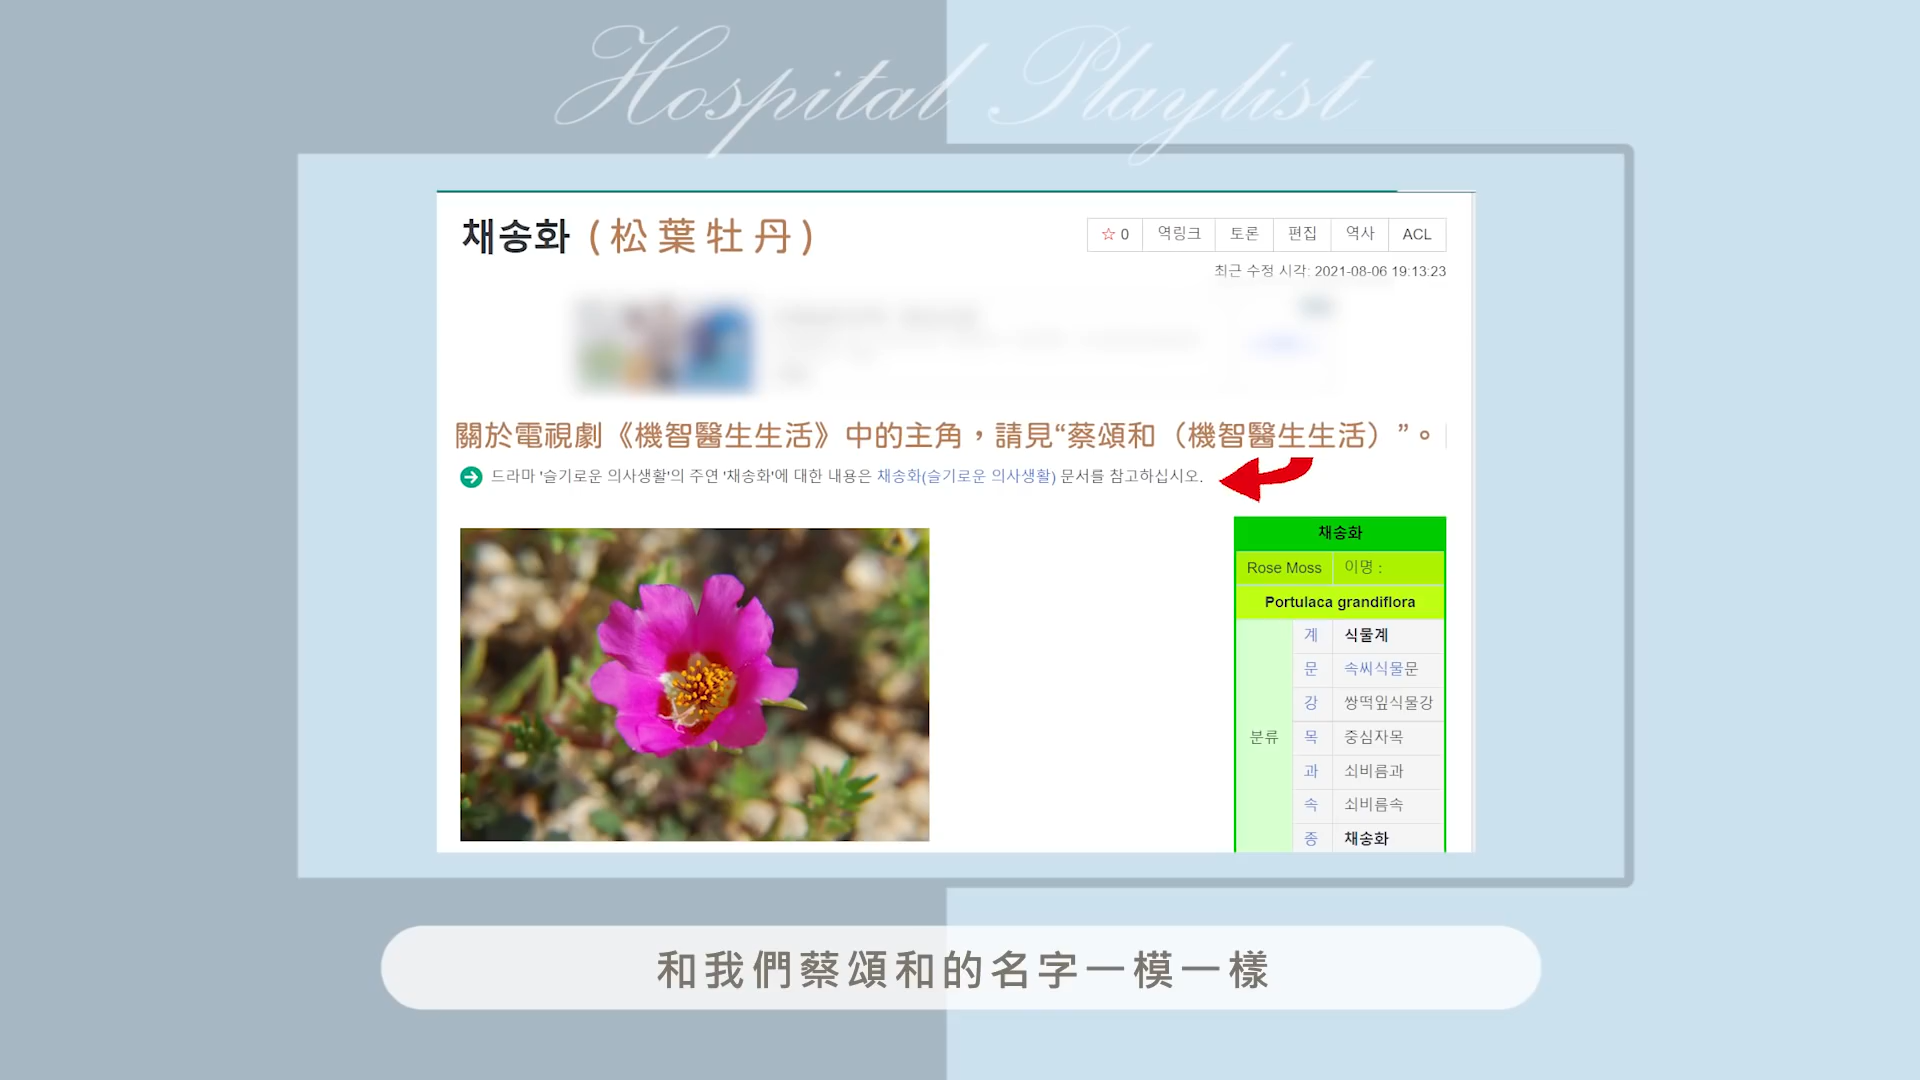 Hospital Playlist
채송화 (松葉牡丹)
☆ 0 역링크 토론 편집 역사 ACL
최근 수정 시각: 2021-08-06 19:13:23
關於電視劇《機智醫生生活》中的主角，請見“蔡頌和（機智醫生生活）”。
드라마 '슬기로운 의사생활'의 주연 '채송화'에 대한 내용은 채송화(슬기로운 의사생활) 문서를 참고하십시오.
채송화
Rose Moss 이명 :
Portulaca grandiflora
분류
계 식물계
문 속씨식물문
강 쌍떡잎식물강
목 중심자목
과 쇠비름과
속 쇠비름속
종 채송화
和我們蔡頌和的名字一模一樣